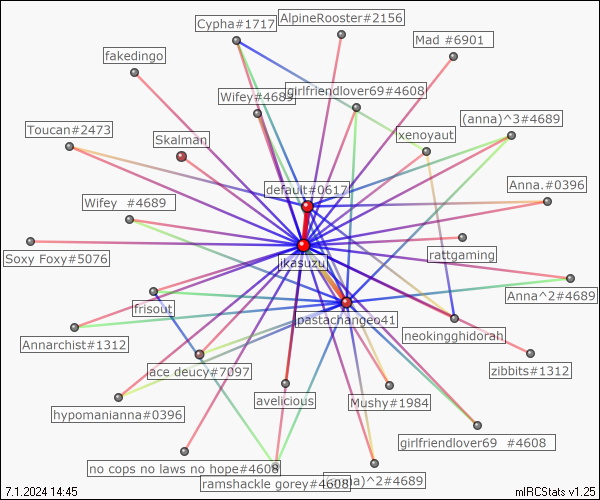 AlpineRooster#2156
Cypha#1717
Mad #6901
fakedingo
Wifey#4689
girlfriendlover69#4608
(anna)^3#4689
Toucan#2473
Skalman
xenoyaut
default#0617
Anna.#0396
Wifey #4689
Soxy Foxy#5076
rattgaming
ikasuzu
Anna^2#4689
frisout
pastachangeo41
neokingghidorah
Annarchist#1312
ace deucy#7097
zibbits#1312
hypomanianna#0396
avelicious
Mushy#1984
girlfriendlover69 #4608
no cops no laws no hope#4608
ramshackle gorey#4608
(anna)^2#4689
7.1.2024 14:45
mIRCStats v1.25